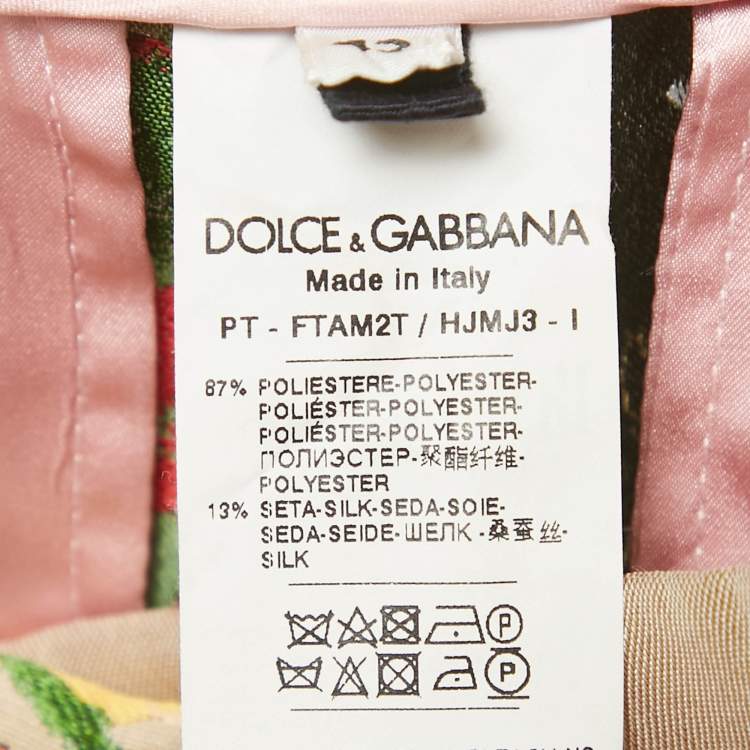 DOLCE & GABBANA
Made in Italy
PT - FTAM2T / HJMJ3 - I
87% POLIESTERE-POLYESTER-
POLIÉSTER-POLYESTER-
POLIÉSTER-POLYESTER-
ПОЛИЭСТЕР-聚酯纤维-
POLYESTER
13% SETA-SILK-SEDA-SOIE-
SEDA-SEIDE-ШЕЛК -桑蚕丝-
SILK
P
P